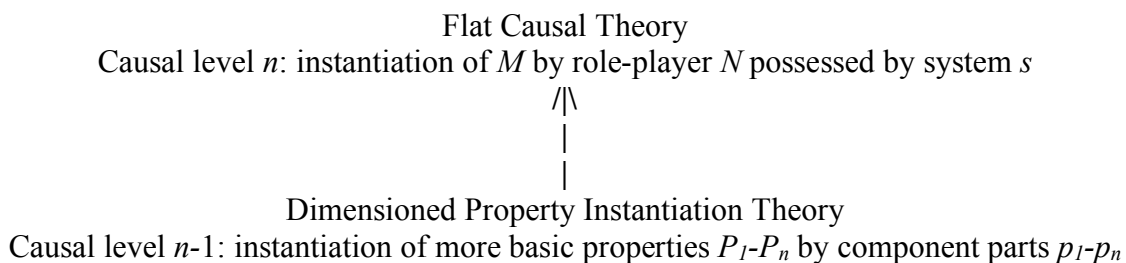 Flat Causal Theory
Causal level n: instantiation of M by role-player N possessed by system s
/|\
|
|
|
Dimensioned Property Instantiation Theory
Causal level n-1: instantiation of more basic properties P1-Pn by component parts p1-pn